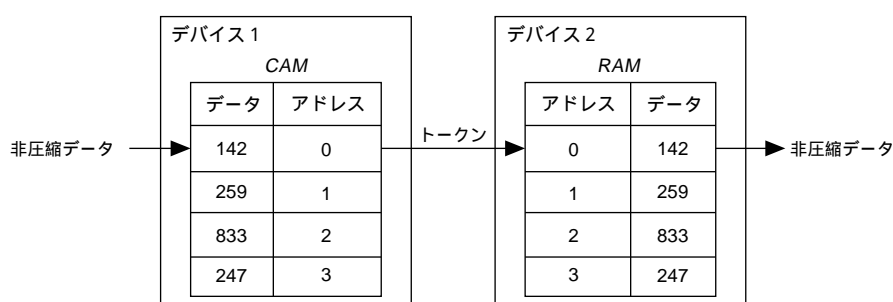 デバイス 1
CAM
データ アドレス
142 0
259 1
833 2
247 3
非圧縮データ
トークン
デバイス 2
RAM
アドレス データ
0 142
1 259
2 833
3 247
非圧縮データ